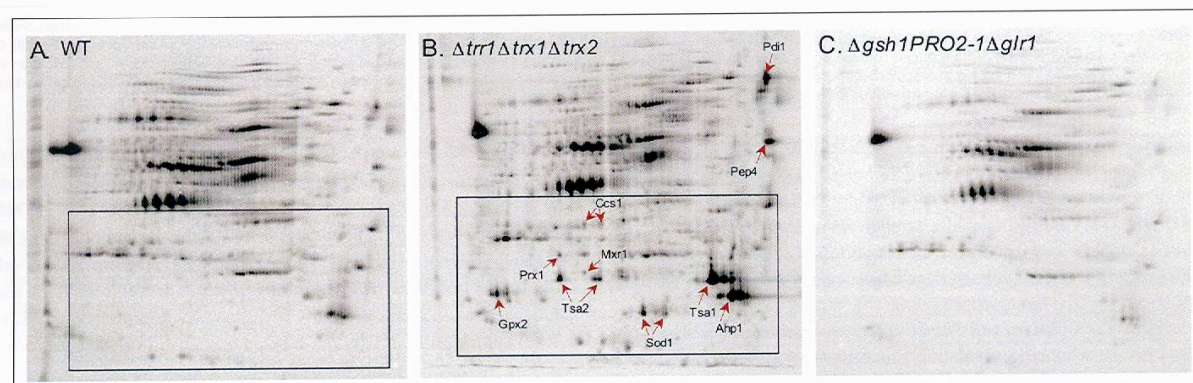 A. WT
B. Δtrr1Δtrx1Δtrx2
C. Δgsh1PRO2-1Δglr1
Pdi1
Pep4
Ccs1
Mxr1
Prx1
Tsa2
Gpx2
Tsa1
Ahp1
Sod1